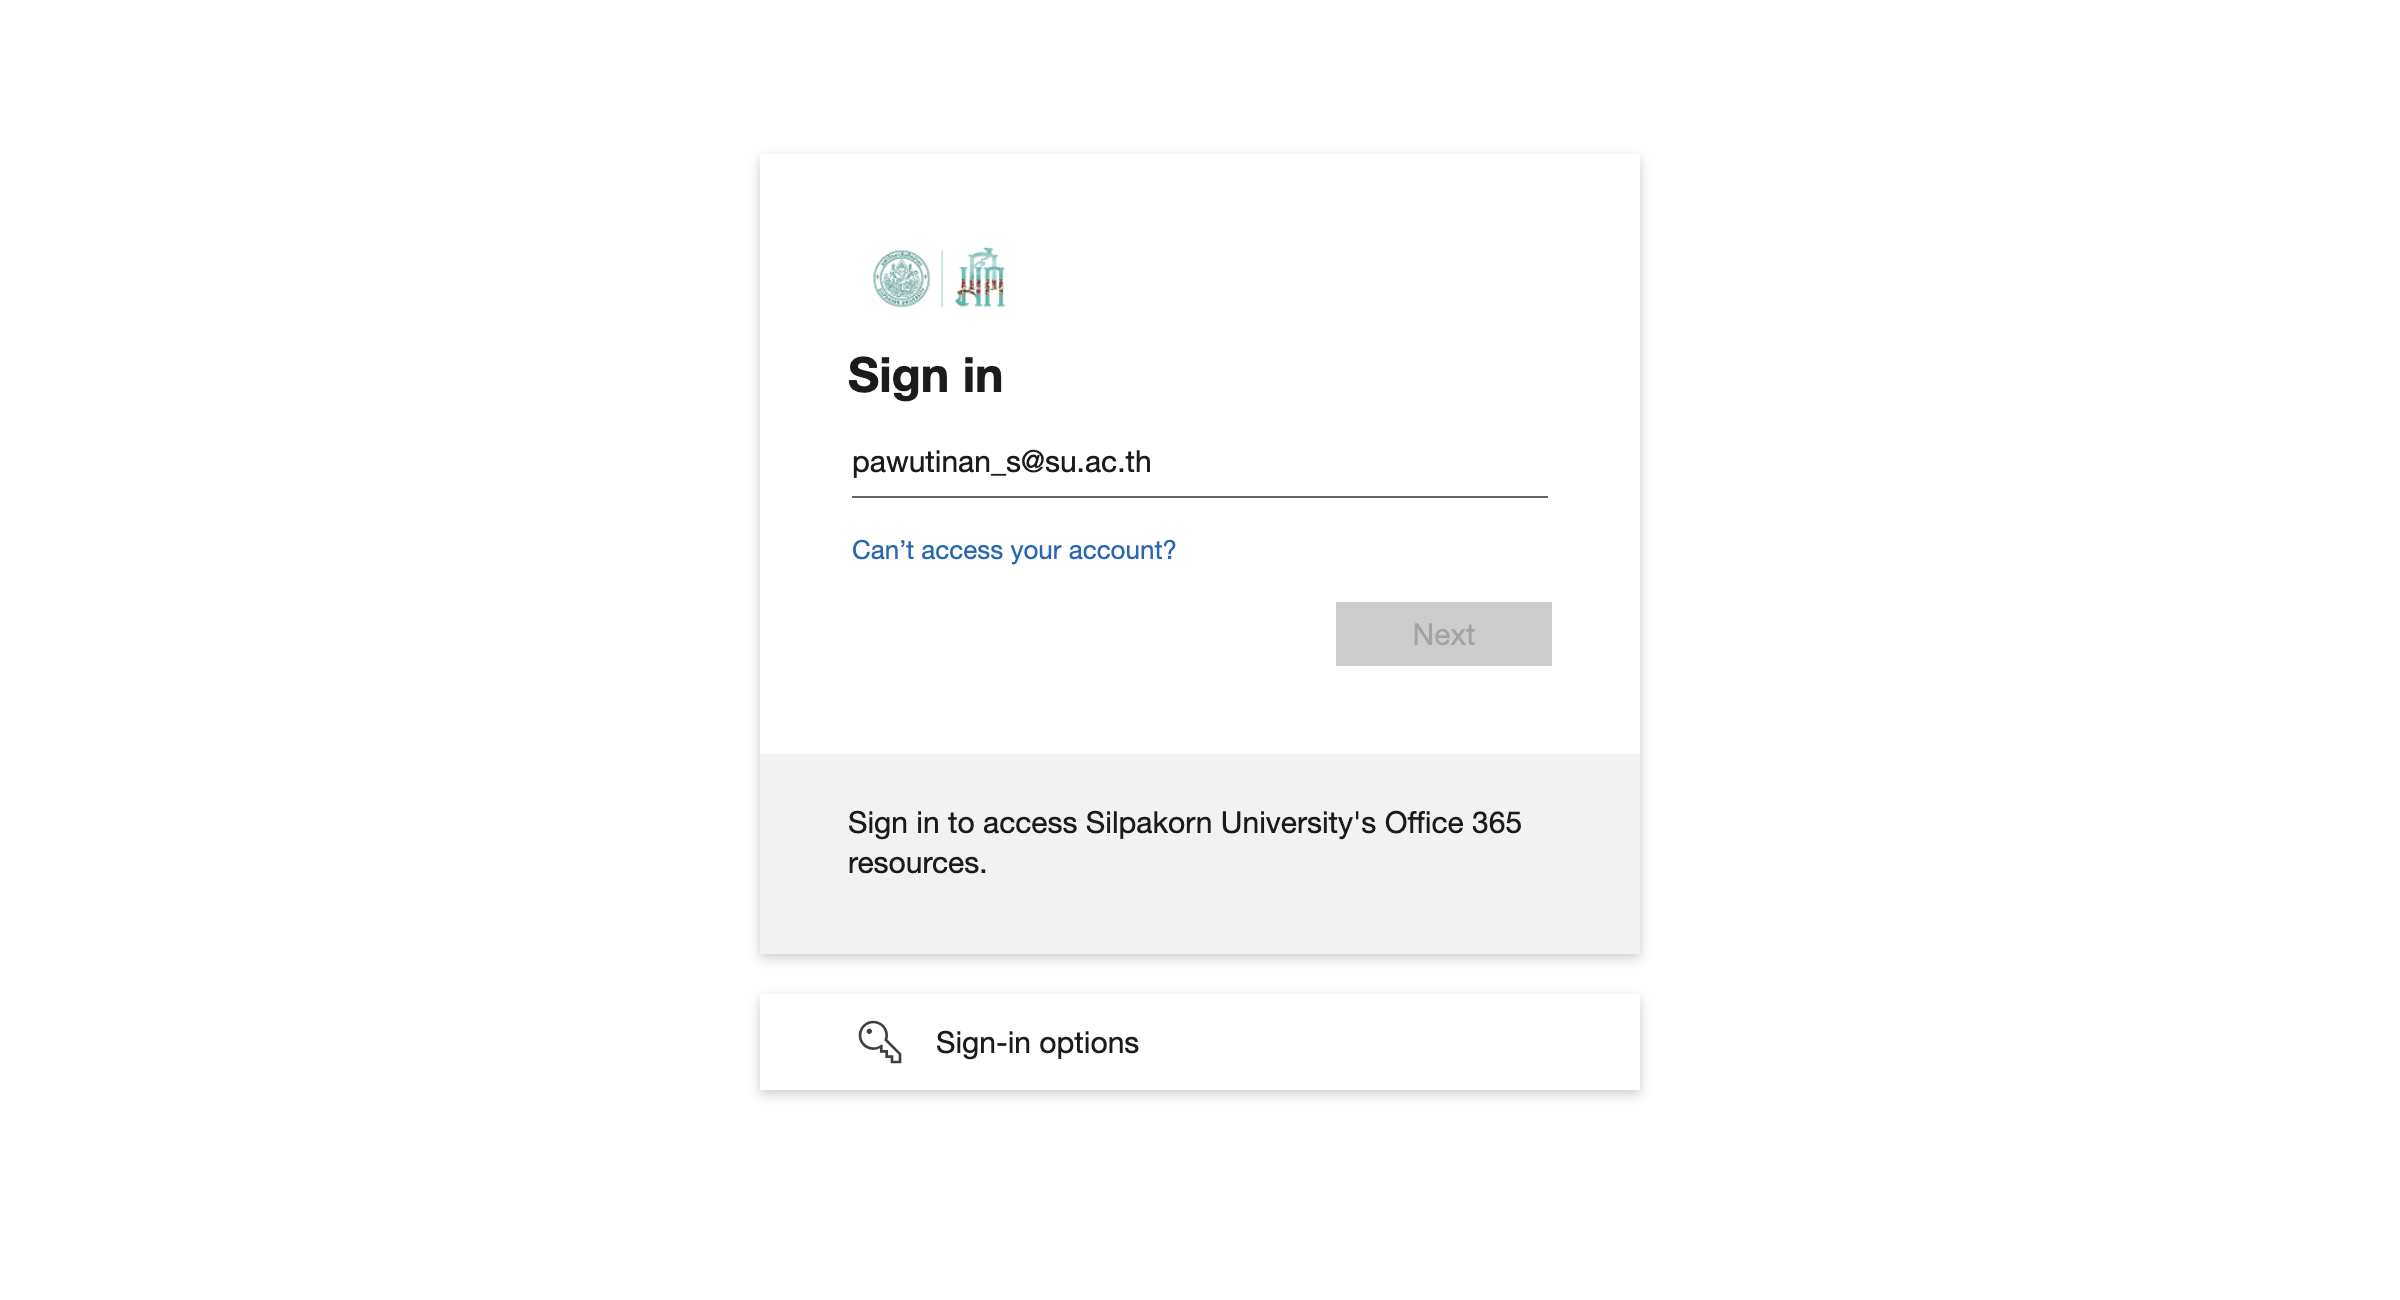 Sign in
pawutinan_s@su.ac.th
Can’t access your account?
Next
Sign in to access Silpakorn University's Office 365
resources.
Sign-in options